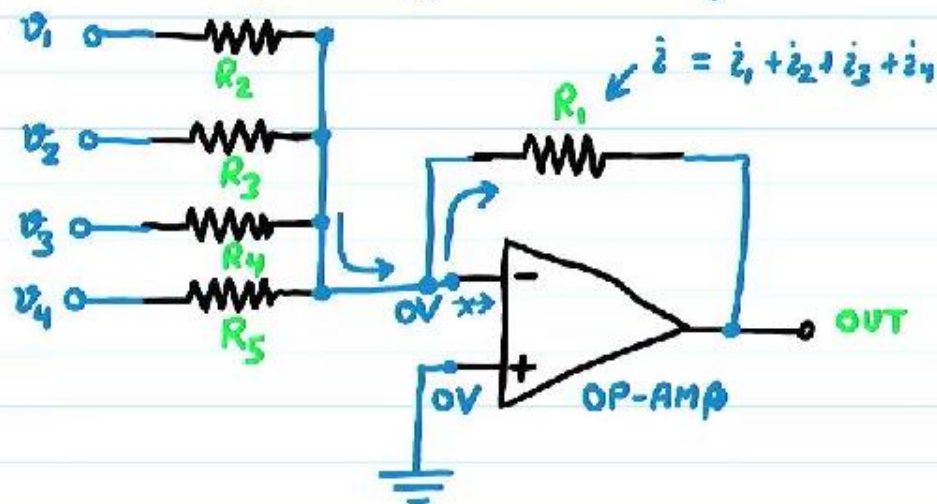 v₁
R₂
i = i₁ + i₂ + i₃ + i₄
R₁
v₂
R₃
v₃
R₄
v₄
R₅
0V
-
+
0V
OP-AMP
OUT